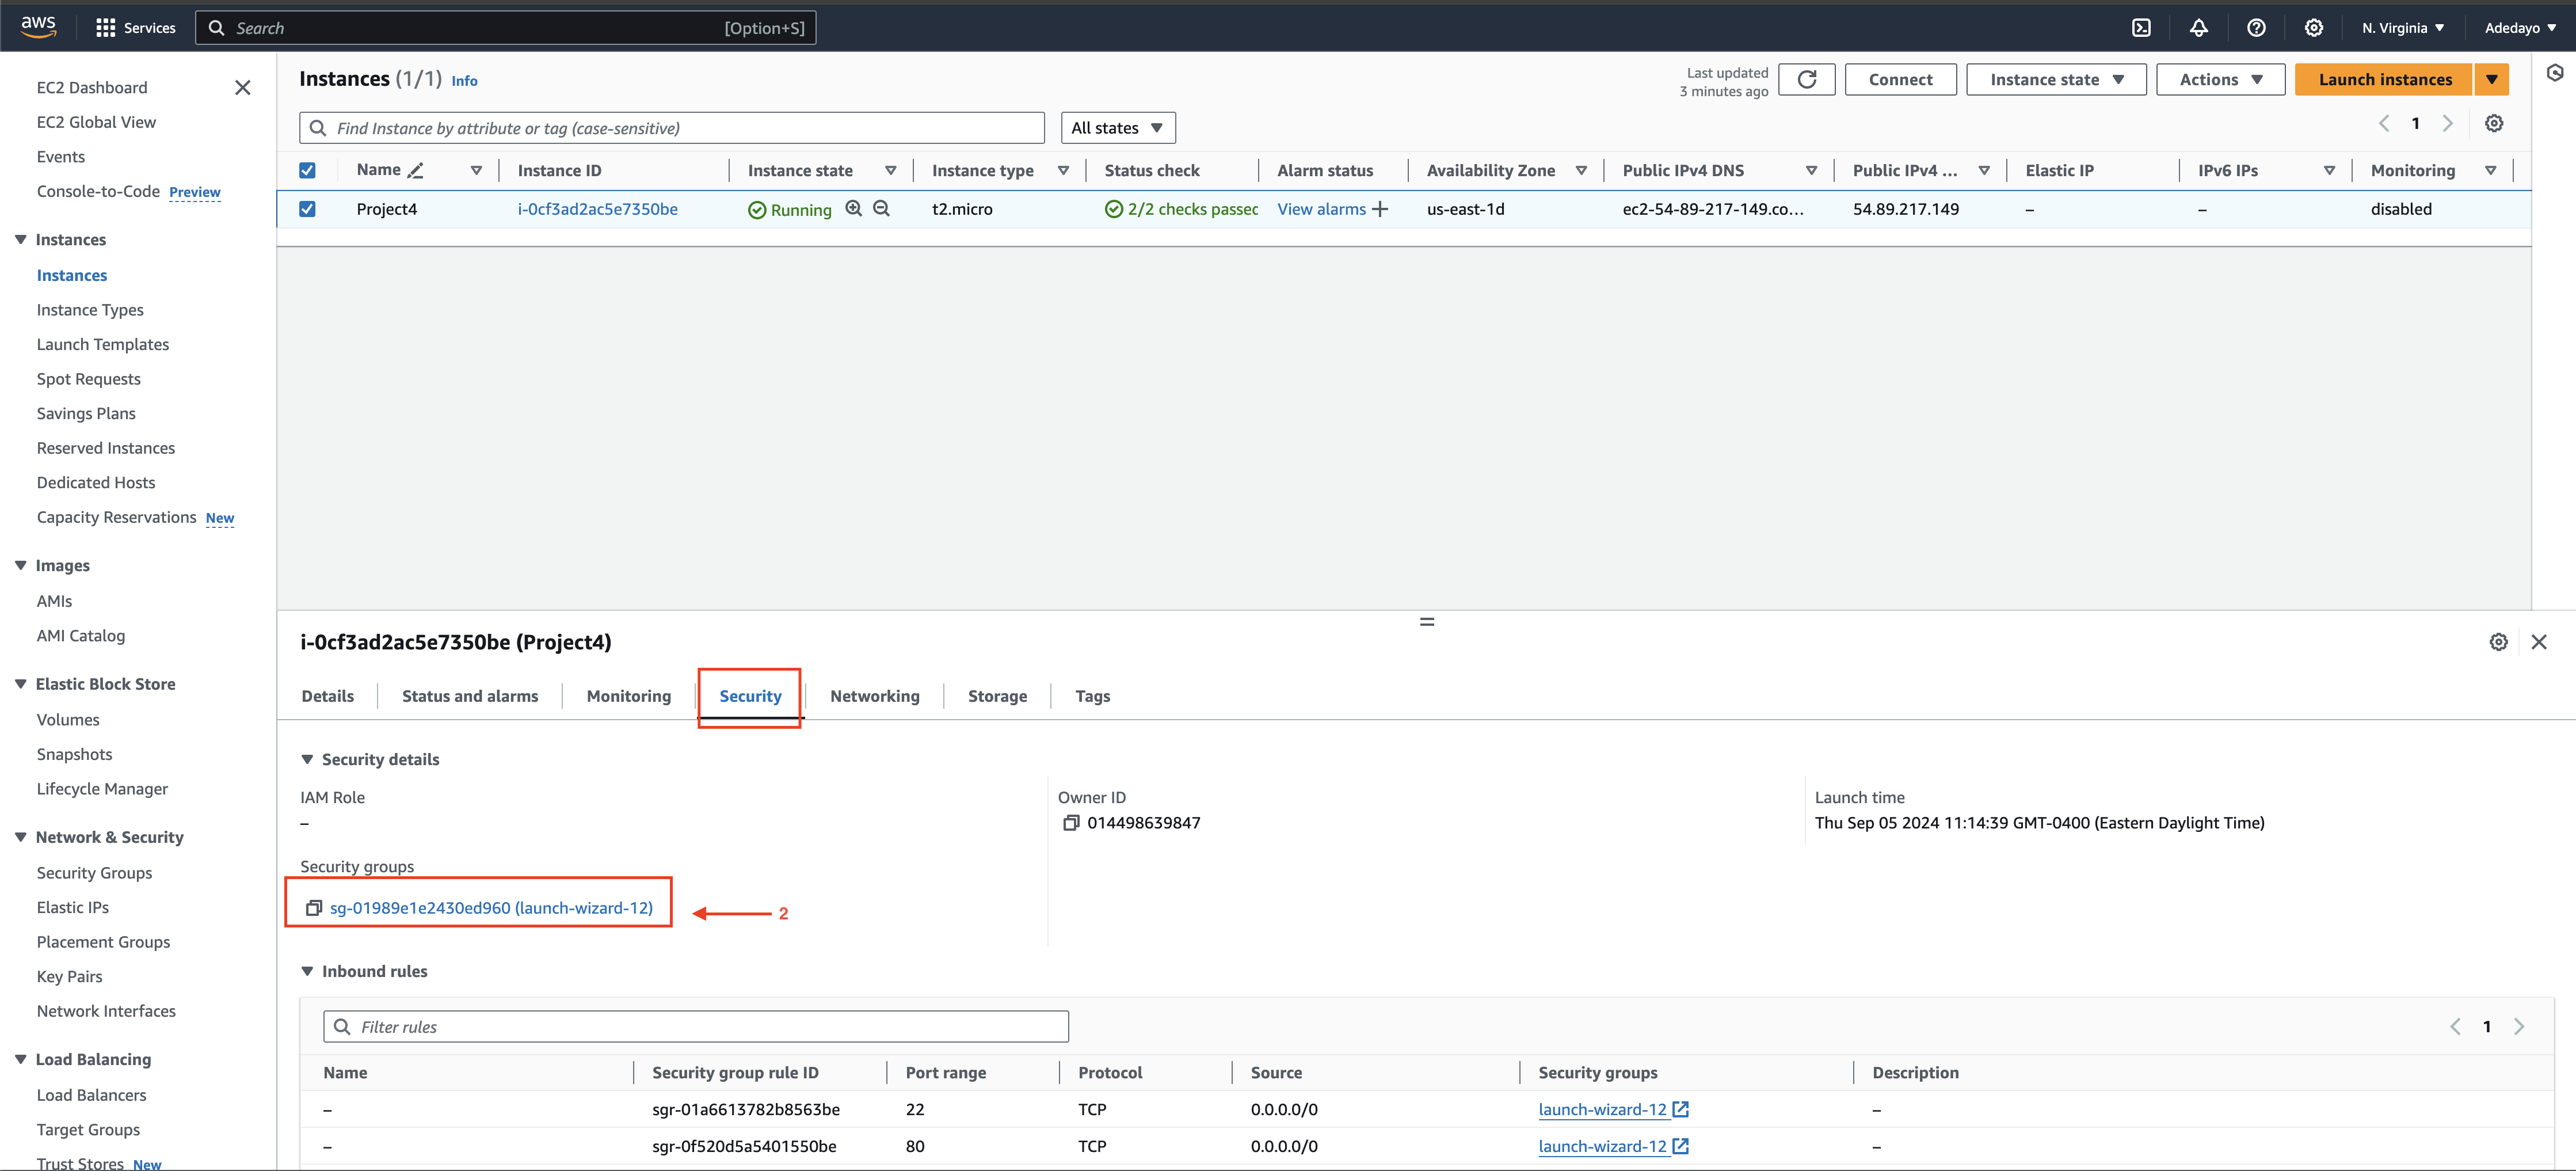 aws Services Search [Option+S] N. Virginia Adedayo
EC2 Dashboard
EC2 Global View
Events
Console-to-Code Preview
Instances
Instances
Instance Types
Launch Templates
Spot Requests
Savings Plans
Reserved Instances
Dedicated Hosts
Capacity Reservations New
Images
AMIs
AMI Catalog
Elastic Block Store
Volumes
Snapshots
Lifecycle Manager
Network & Security
Security Groups
Elastic IPs
Placement Groups
Key Pairs
Network Interfaces
Load Balancing
Load Balancers
Target Groups
Trust Stores New
Instances (1/1) Info
Last updated
3 minutes ago
Connect Instance state Actions Launch instances
Find Instance by attribute or tag (case-sensitive) All states 1
Name Instance ID Instance state Instance type Status check Alarm status Availability Zone Public IPv4 DNS Public IPv4 ... Elastic IP IPv6 IPs Monitoring
Project4 i-0cf3ad2ac5e7350be Running t2.micro 2/2 checks passec View alarms + us-east-1d ec2-54-89-217-149.co... 54.89.217.149 – – disabled
i-0cf3ad2ac5e7350be (Project4)
Details Status and alarms Monitoring Security Networking Storage Tags
Security details
IAM Role Owner ID Launch time
– 014498639847 Thu Sep 05 2024 11:14:39 GMT-0400 (Eastern Daylight Time)
Security groups
sg-01989e1e2430ed960 (launch-wizard-12) 2
Inbound rules
Filter rules 1
Name Security group rule ID Port range Protocol Source Security groups Description
– sgr-01a6613782b8563be 22 TCP 0.0.0.0/0 launch-wizard-12 –
– sgr-0f520d5a5401550be 80 TCP 0.0.0.0/0 launch-wizard-12 –